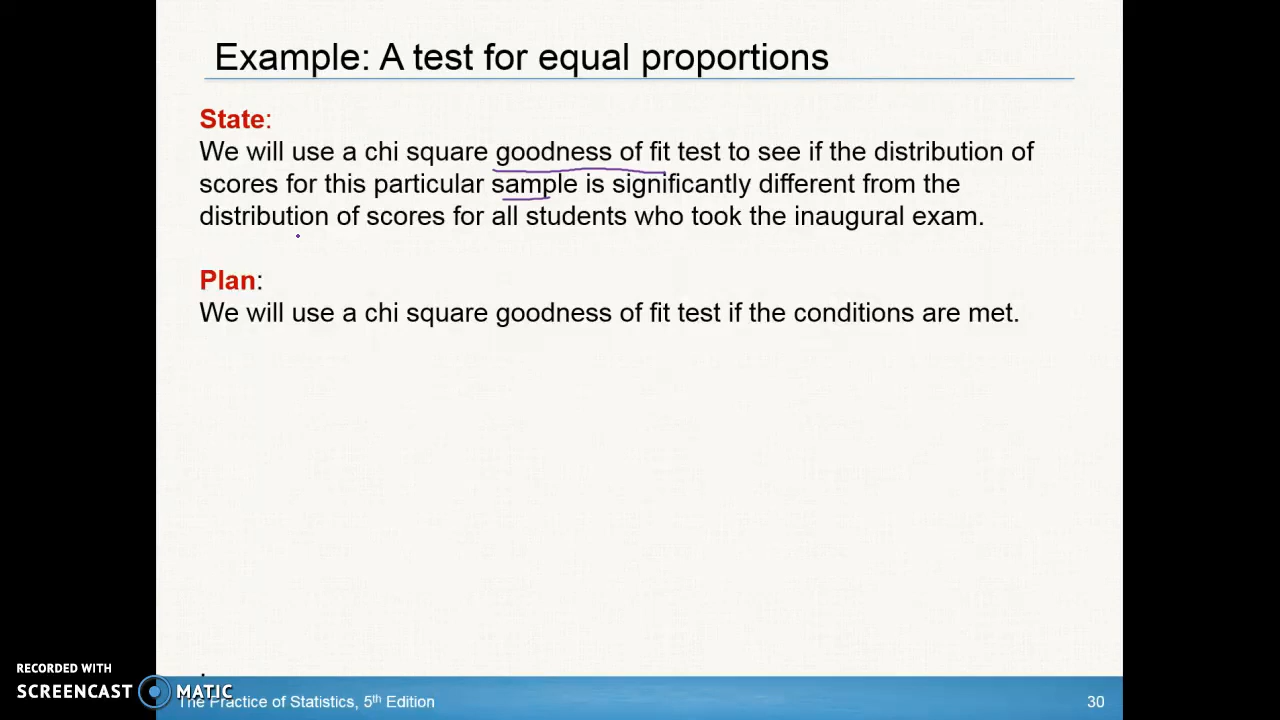 Example: A test for equal proportions
State:
We will use a chi square goodness of fit test to see if the distribution of
scores for this particular sample is significantly different from the
distribution of scores for all students who took the inaugural exam.
Plan:
We will use a chi square goodness of fit test if the conditions are met.
RECORDED WITH
SCREENCAST MATIC
The Practice of Statistics, 5th Edition
30